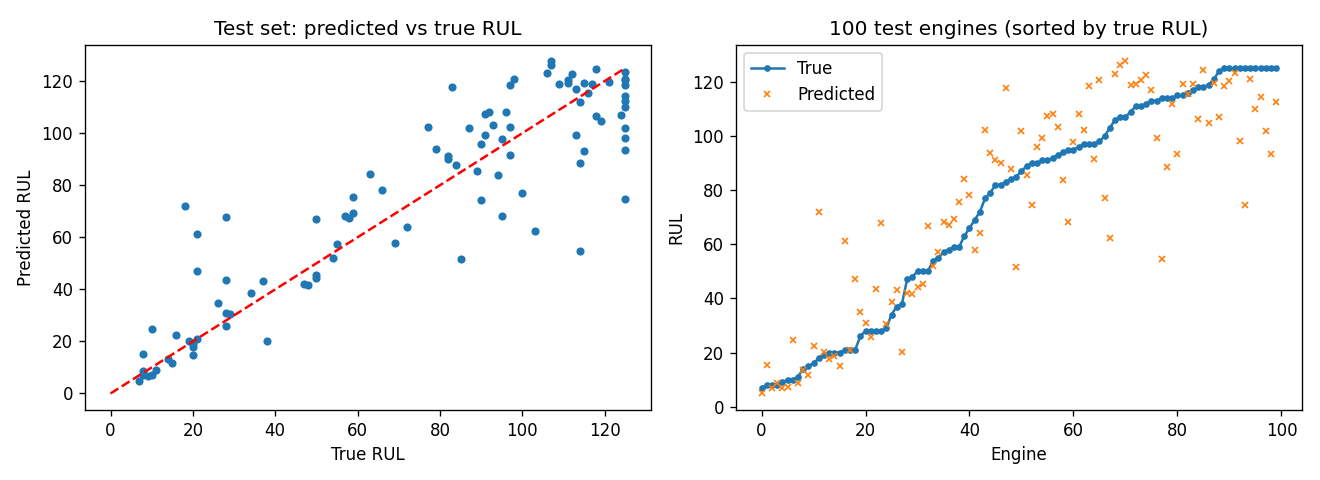 Test set: predicted vs true RUL
Predicted RUL
120
100
80
60
40
20
0
0 20 40 60 80 100 120
True RUL
100 test engines (sorted by true RUL)
True
Predicted
RUL
120
100
80
60
40
20
0
0 20 40 60 80 100
Engine